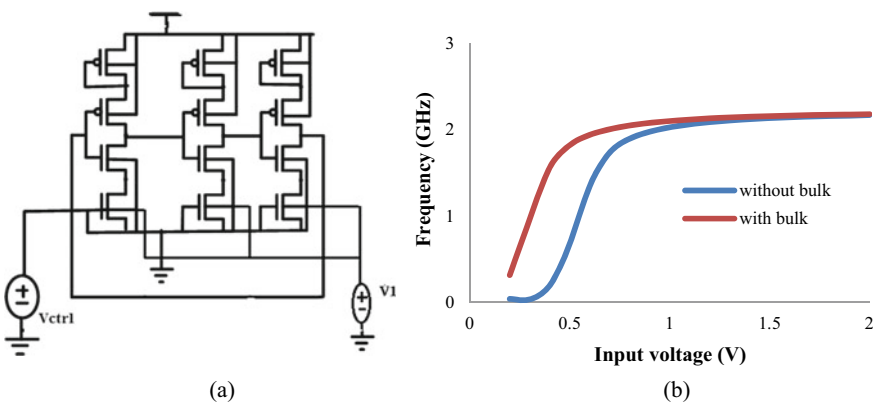 Vctrl
V1
(a)
3
2
1
0
Frequency (GHz)
without bulk
with bulk
0
0.5
1
1.5
2
Input voltage (V)
(b)